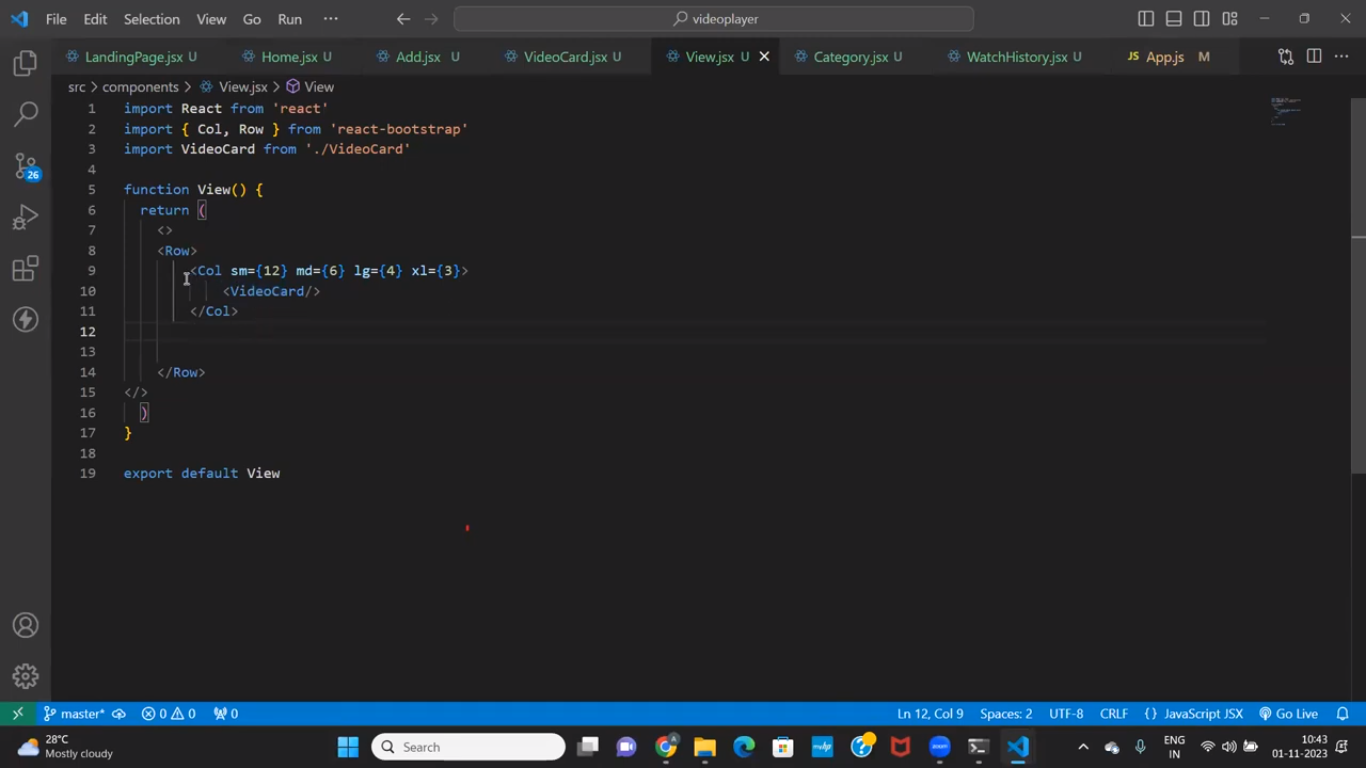 File Edit Selection View Go Run ··· videoplayer
LandingPage.jsx U Home.jsx U Add.jsx U VideoCard.jsx U View.jsx U Category.jsx U WatchHistory.jsx U JS App.js M
src > components > View.jsx > View
1 import React from 'react'
2 import { Col, Row } from 'react-bootstrap'
3 import VideoCard from './VideoCard'
4
5 function View() {
6 return (
7 <>
8 <Row>
9 <Col sm={12} md={6} lg={4} xl={3}>
10 <VideoCard/>
11 </Col>
12
13
14 </Row>
15 </>
16 )
17 }
18
19 export default View
26
master* 0 0 0 Ln 12, Col 9 Spaces: 2 UTF-8 CRLF {} JavaScript JSX Go Live
28°C
Mostly cloudy
Search
zoom
ENG
IN
10:43
01-11-2023